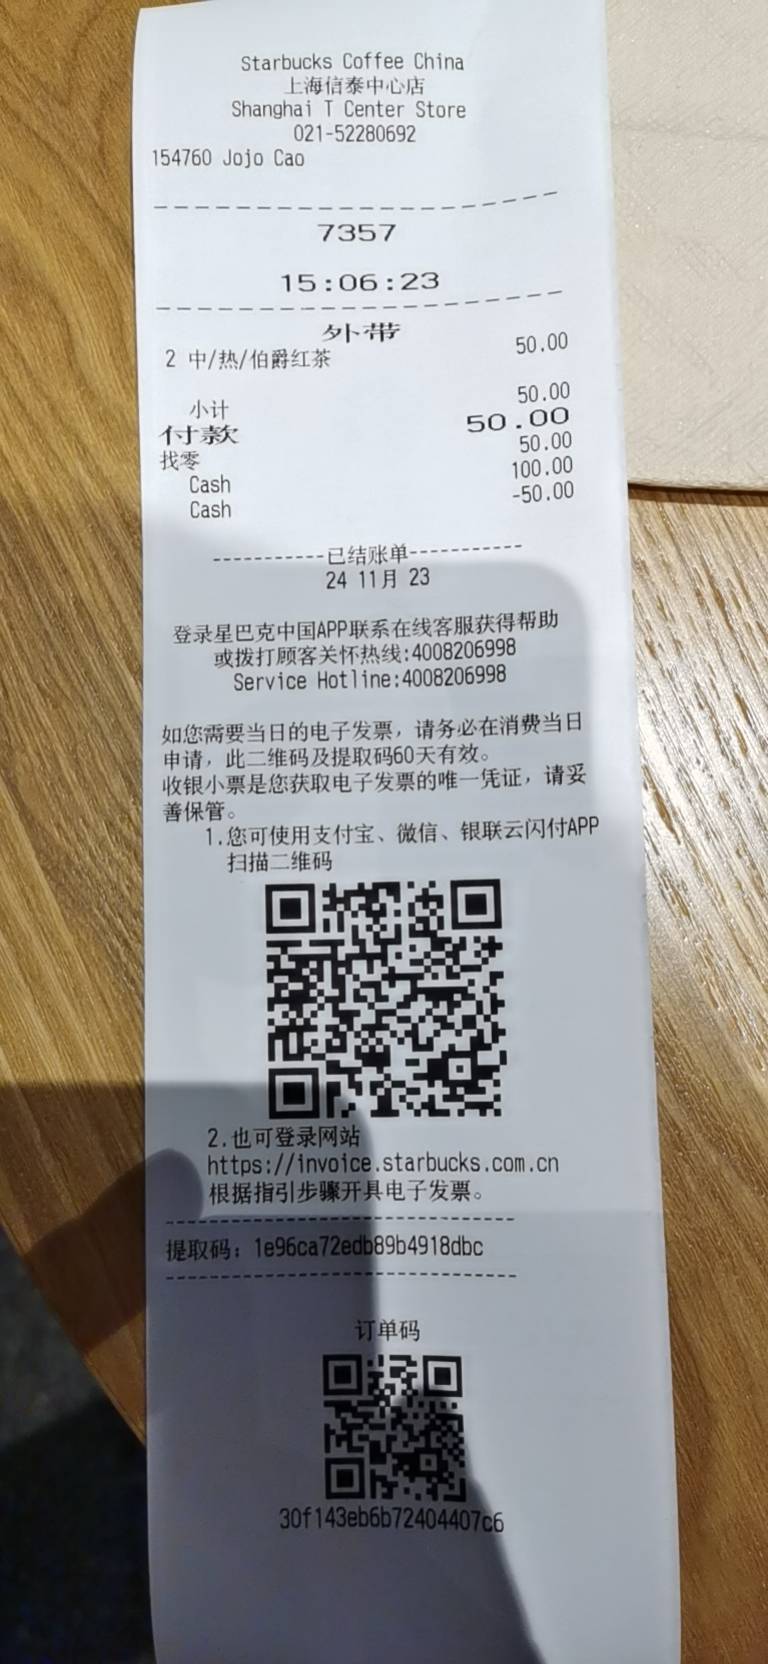 Starbucks Coffee China
上海信泰中心店
Shanghai T Center Store
021-52280692
154760 Jojo Cao
7357
15:06:23
外带
2 中/热/伯爵红茶 50.00
小计 50.00
付款 50.00
找零 50.00
Cash 100.00
Cash -50.00
-----------已结账单-----------
24 11月 23
登录星巴克中国APP联系在线客服获得帮助
或拨打顾客关怀热线:4008206998
Service Hotline:4008206998
如您需要当日的电子发票，请务必在消费当日
申请，此二维码及提取码60天有效。
收银小票是您获取电子发票的唯一凭证，请妥
善保管。
1.您可使用支付宝、微信、银联云闪付APP
扫描二维码
2.也可登录网站
https://invoice.starbucks.com.cn
根据指引步骤开具电子发票。
提取码：1e96ca72edb89b4918dbc
订单码
30f143eb6b72404407c6